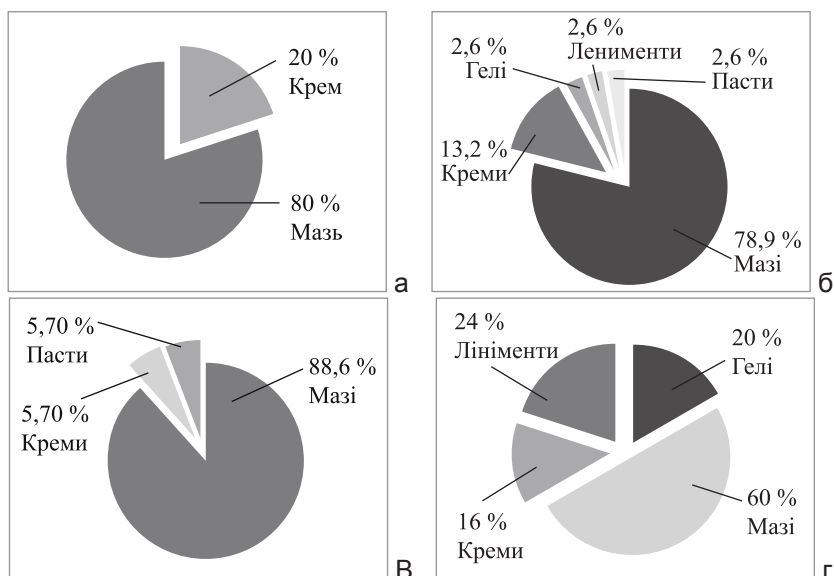 20 %
Крем
80 %
Мазь
а
2,6 %
Гелі
2,6 %
Ленименти
2,6 %
Пасти
13,2 %
Креми
78,9 %
Мазі
б
5,70 %
Пасти
5,70 %
Креми
88,6 %
Мазі
В
24 %
Лініменти
20 %
Гелі
16 %
Креми
60 %
Мазі
г